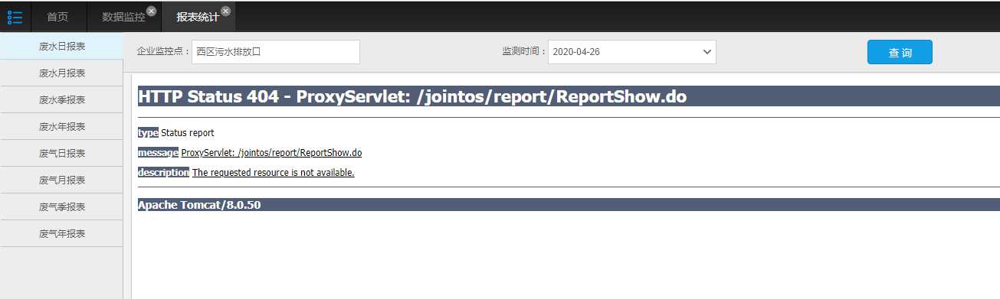 首页 数据监控 报表统计
废水日报表
废水月报表
废水季报表
废水年报表
废气日报表
废气月报表
废气季报表
废气年报表
企业监控点： 西区污水排放口 监测时间： 2020-04-26 查 询
HTTP Status 404 - ProxyServlet: /jointos/report/ReportShow.do
type Status report
message ProxyServlet: /jointos/report/ReportShow.do
description The requested resource is not available.
Apache Tomcat/8.0.50